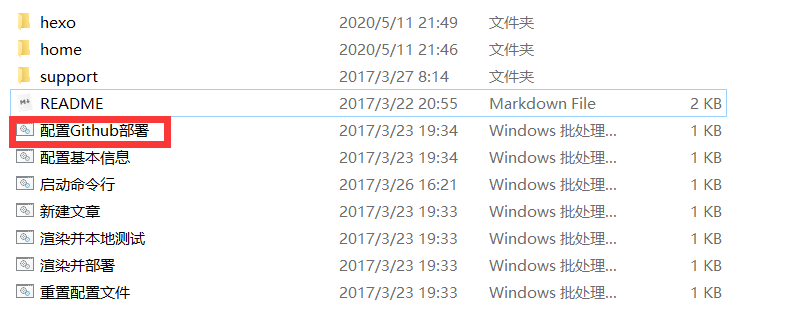 hexo 2020/5/11 21:49 文件夹
home 2020/5/11 21:46 文件夹
support 2017/3/27 8:14 文件夹
README 2017/3/22 20:55 Markdown File 2 KB
配置Github部署 2017/3/23 19:34 Windows 批处理... 1 KB
配置基本信息 2017/3/23 19:34 Windows 批处理... 1 KB
启动命令行 2017/3/26 16:21 Windows 批处理... 1 KB
新建文章 2017/3/23 19:33 Windows 批处理... 1 KB
渲染并本地测试 2017/3/23 19:33 Windows 批处理... 1 KB
渲染并部署 2017/3/23 19:33 Windows 批处理... 1 KB
重置配置文件 2017/3/23 19:33 Windows 批处理... 1 KB